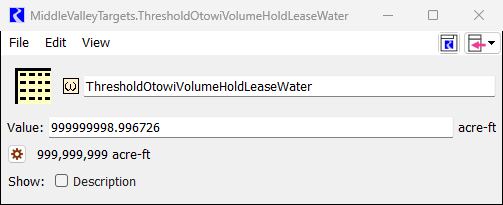 MiddleValleyTargets.ThresholdOtowiVolumeHoldLeaseWater
File Edit View
ω ThresholdOtowiVolumeHoldLeaseWater
Value: 999999998.996726 acre-ft
999,999,999 acre-ft
Show: Description